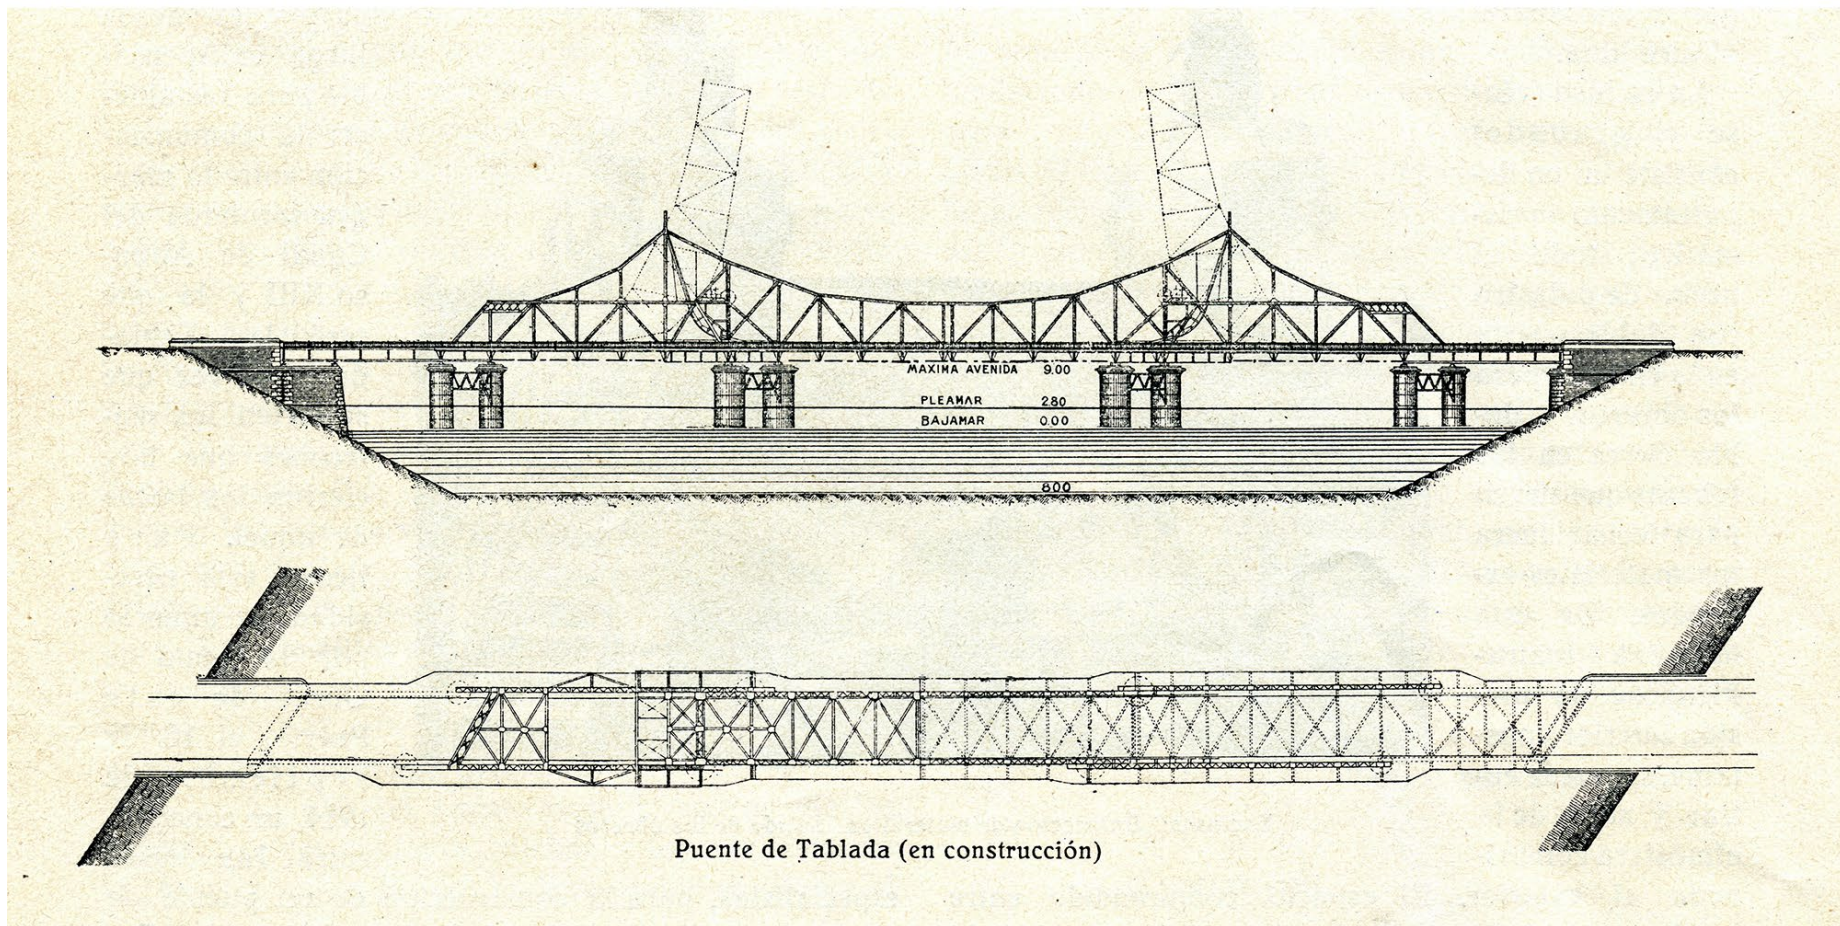 MAXIMA AVENIDA 9.00
PLEAMAR 280
BAJAMAR 0.00
800
Puente de Tablada (en construcción)